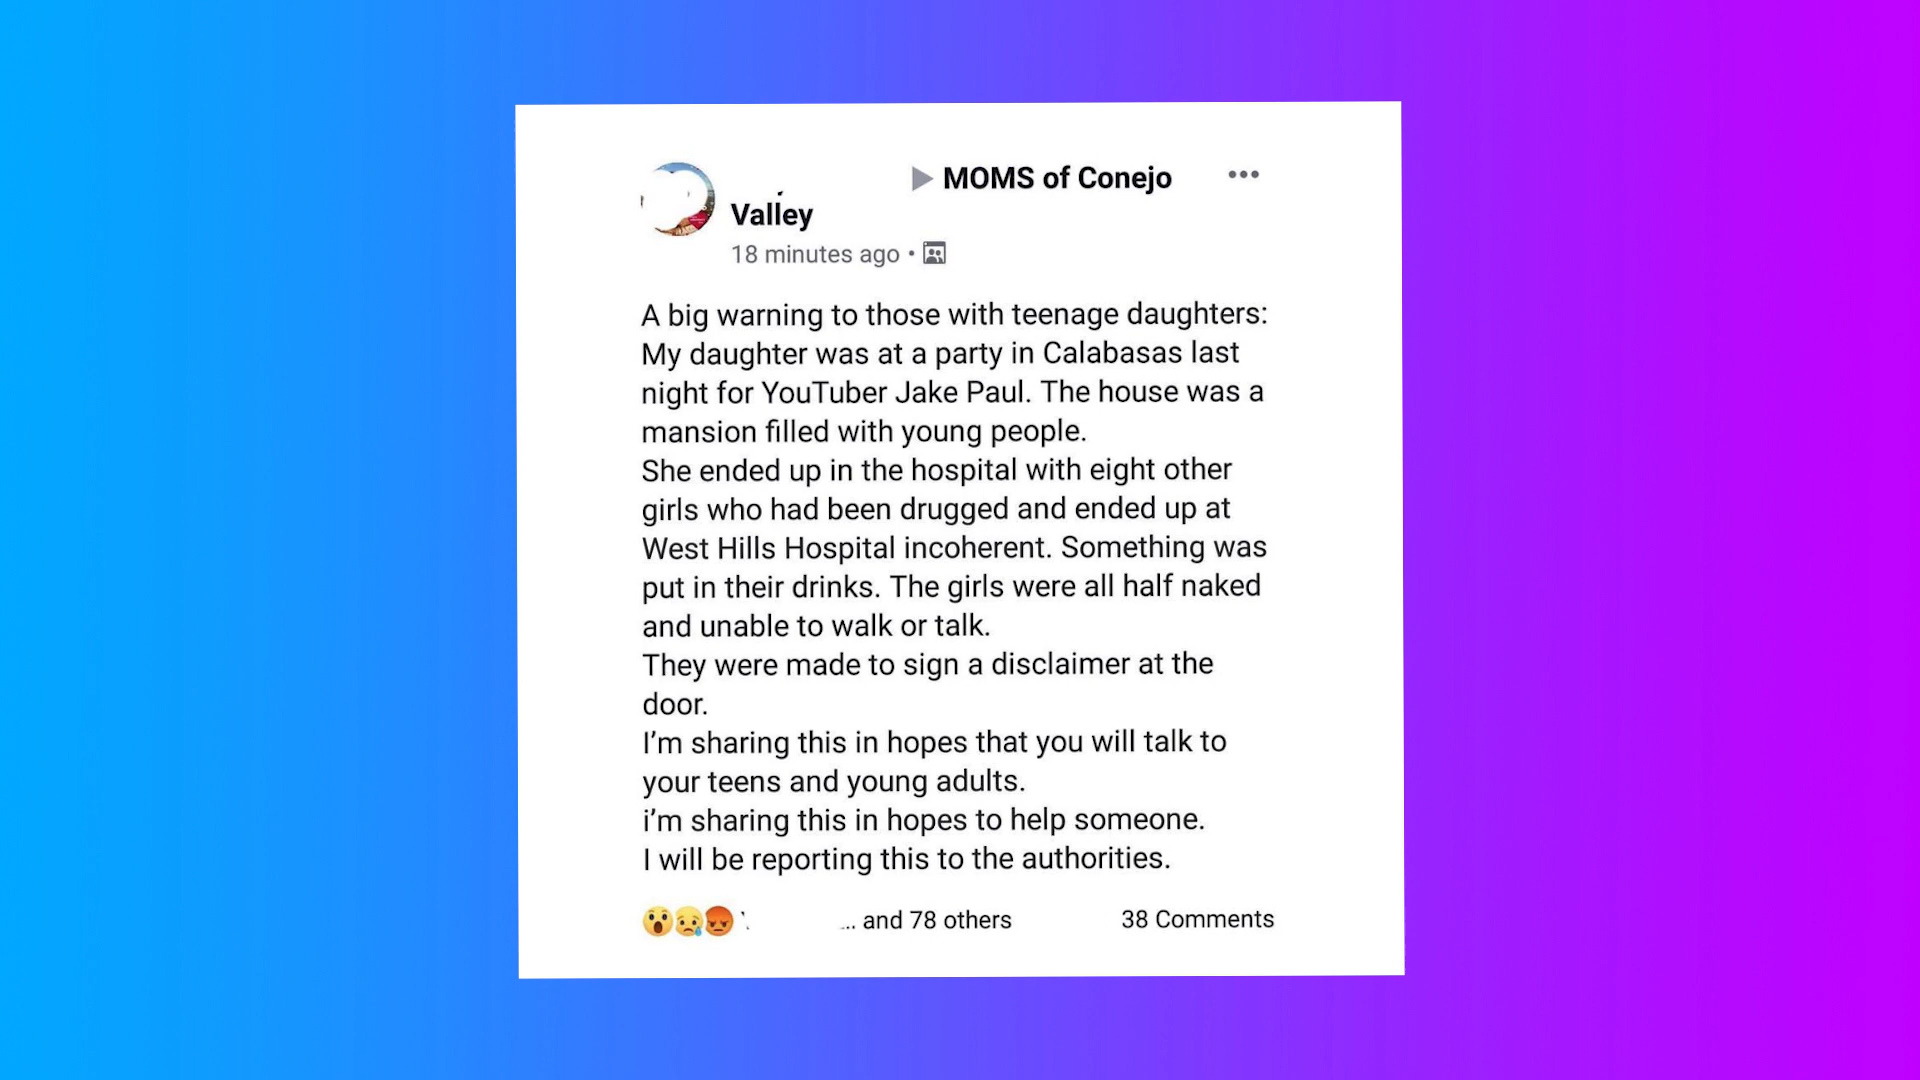 MOMS of Conejo
Valley
18 minutes ago •
A big warning to those with teenage daughters:
My daughter was at a party in Calabasas last
night for YouTuber Jake Paul. The house was a
mansion filled with young people.
She ended up in the hospital with eight other
girls who had been drugged and ended up at
West Hills Hospital incoherent. Something was
put in their drinks. The girls were all half naked
and unable to walk or talk.
They were made to sign a disclaimer at the
door.
I’m sharing this in hopes that you will talk to
your teens and young adults.
i’m sharing this in hopes to help someone.
I will be reporting this to the authorities.
... and 78 others 38 Comments